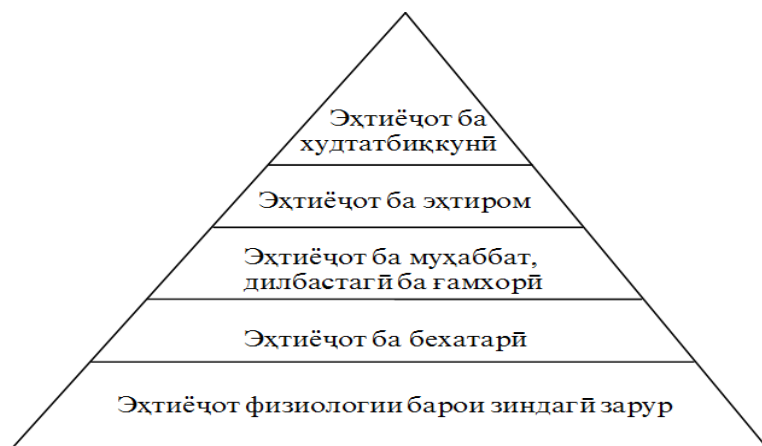 Эҳтиёҷот ба
худтатбиқкунӣ
Эҳтиёҷот ба эҳтиром
Эҳтиёҷот ба муҳаббат,
дилбастагӣ ба ғамхорӣ
Эҳтиёҷот ба бехатарӣ
Эҳтиёҷот физиологии барои зиндагӣ зарур